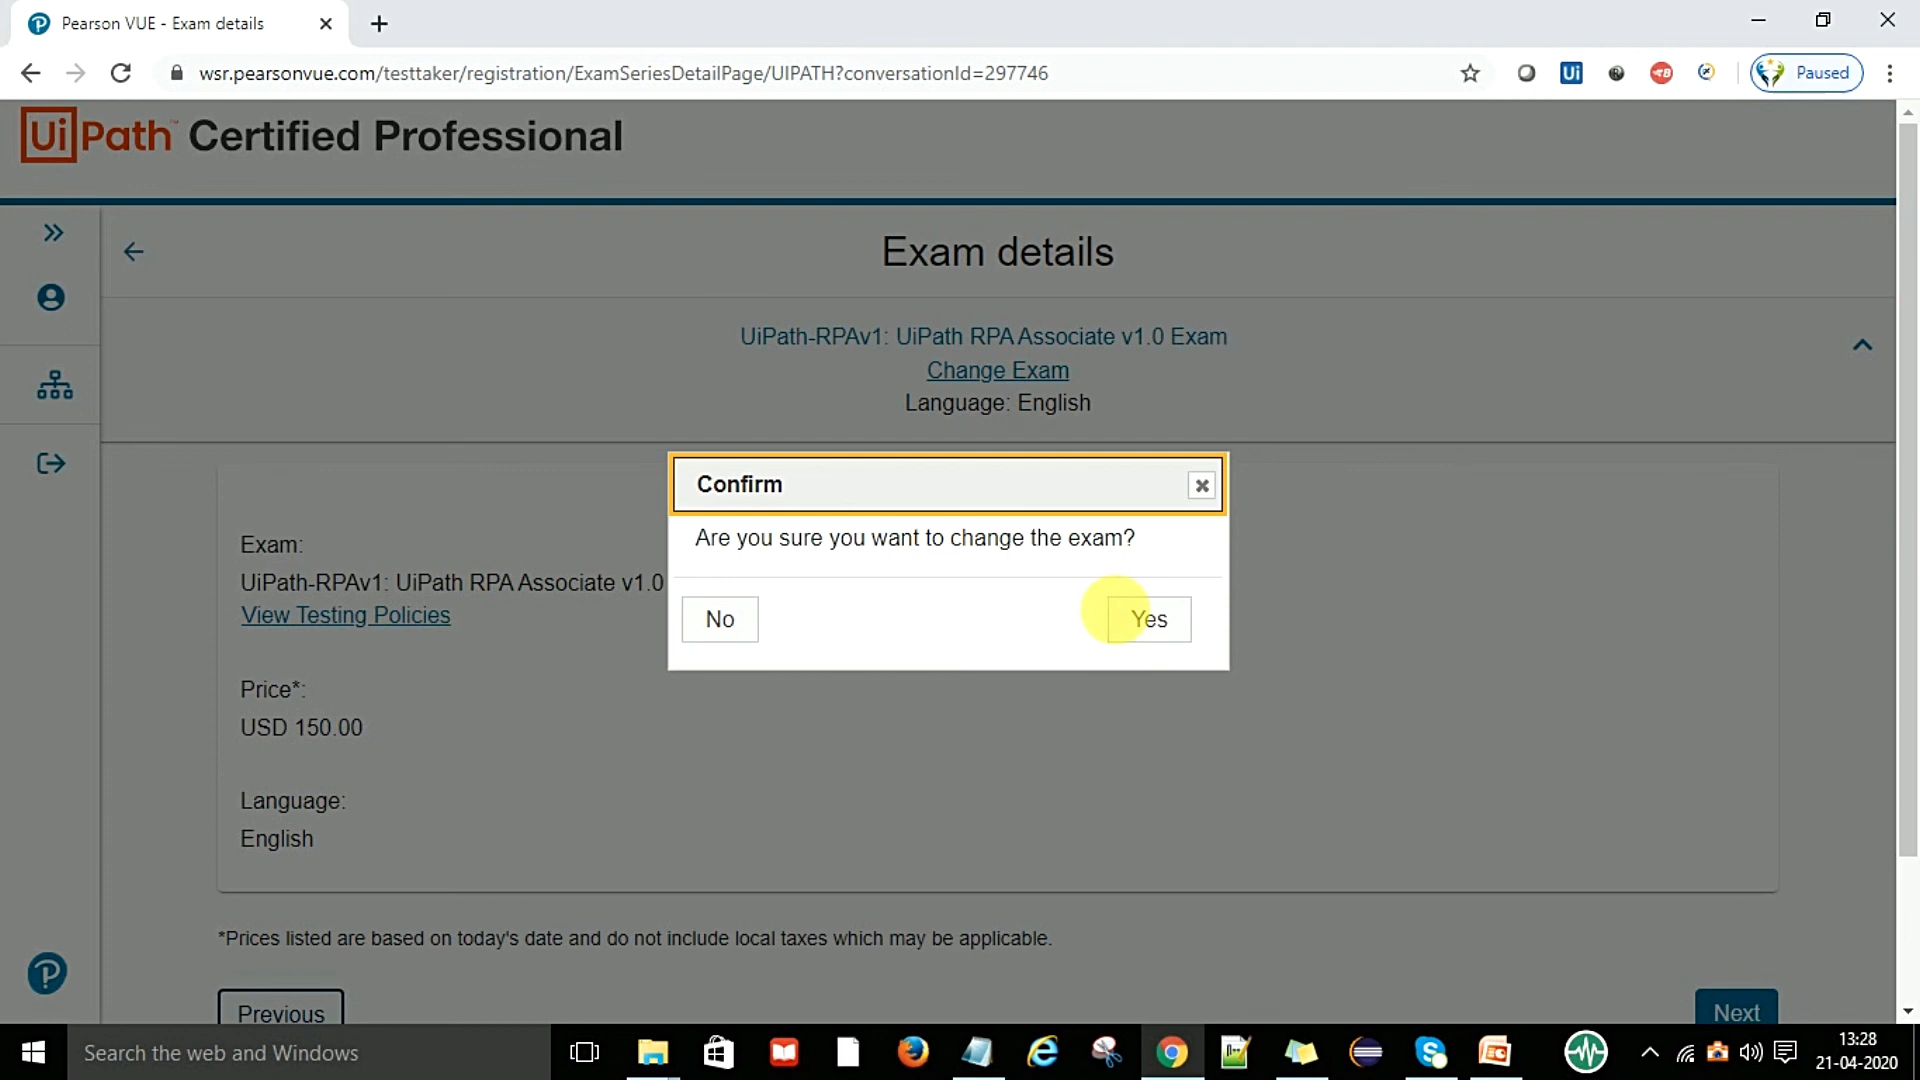 Pearson VUE - Exam details
wsr.pearsonvue.com/testtaker/registration/ExamSeriesDetailPage/UIPATH?conversationId=297746
Ui
Paused
UiPath™ Certified Professional
Exam details
UiPath-RPAv1: UiPath RPA Associate v1.0 Exam
Change Exam
Language: English
Confirm
Are you sure you want to change the exam?
No
Yes
Exam:
UiPath-RPAv1: UiPath RPA Associate v1.0
View Testing Policies
Price*:
USD 150.00
Language:
English
*Prices listed are based on today's date and do not include local taxes which may be applicable.
Previous
Next
Search the web and Windows
13:28
21-04-2020